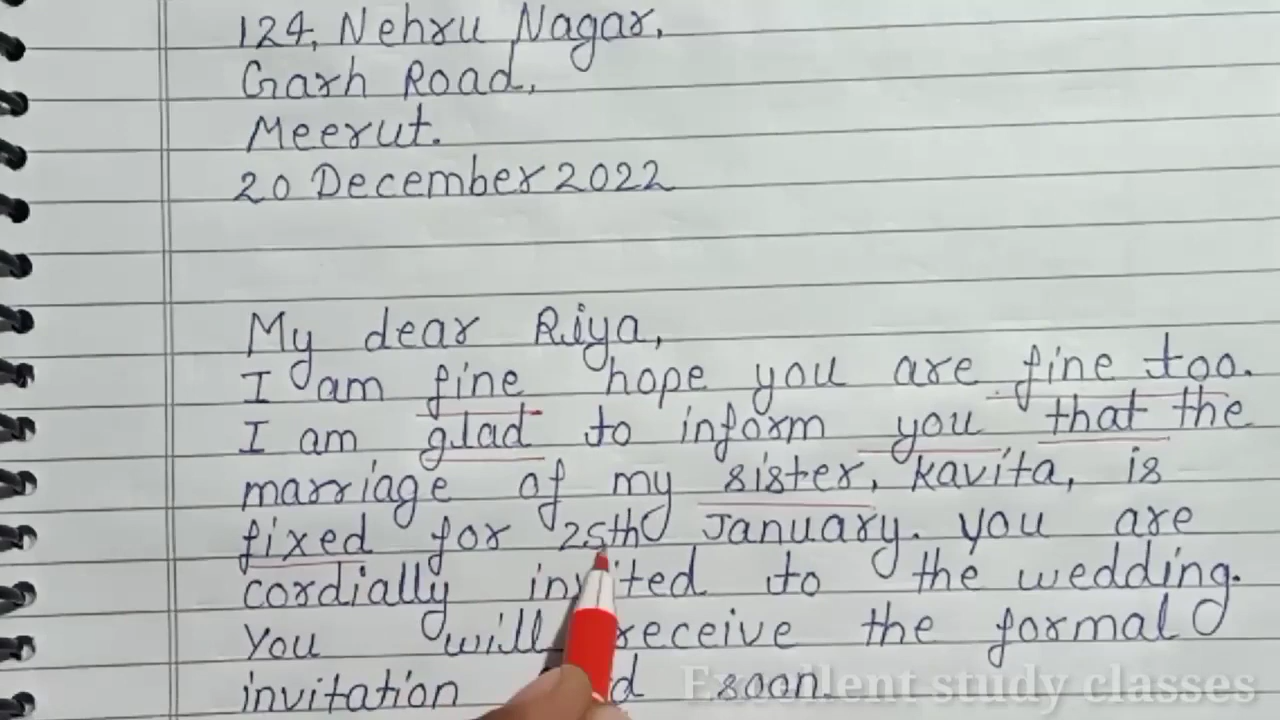 124, Nehru Nagar,
Garh Road,
Meerut.
20 December 2022
My dear Riya,
I am fine hope you are fine too.
I am glad to inform you that the
marriage of my sister, Kavita, is
fixed for 25th January. You are
cordially invited to the wedding.
You will receive the formal
invitation soon.
Excellent study classes